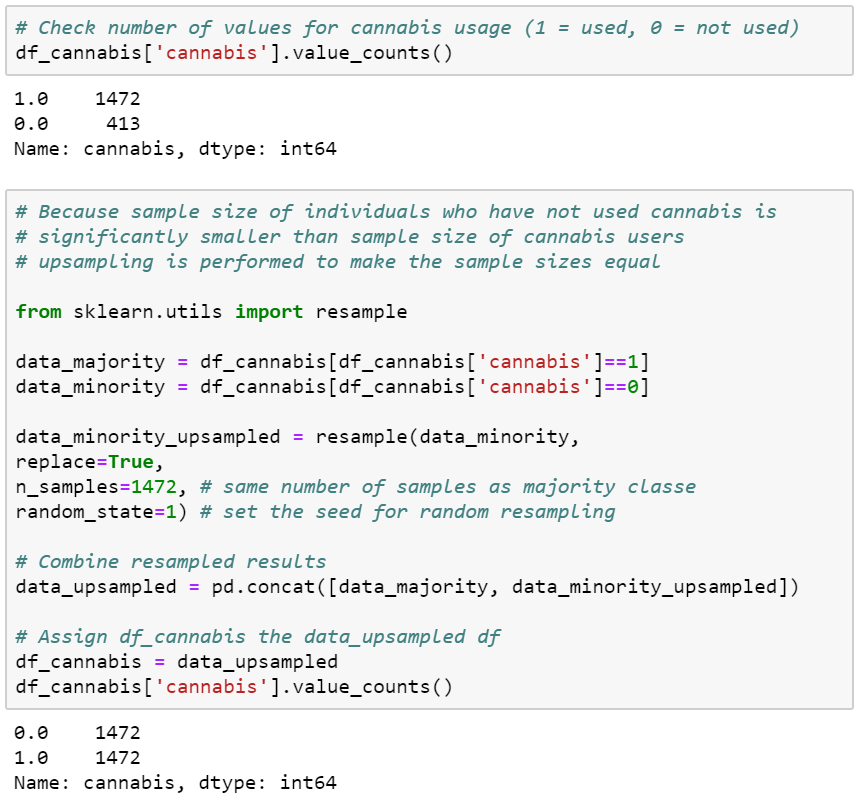 # Check number of values for cannabis usage (1 = used, 0 = not used)
df_cannabis['cannabis'].value_counts()
1.0    1472
0.0     413
Name: cannabis, dtype: int64
# Because sample size of individuals who have not used cannabis is
# significantly smaller than sample size of cannabis users
# upsampling is performed to make the sample sizes equal
from sklearn.utils import resample
data_majority = df_cannabis[df_cannabis['cannabis']==1]
data_minority = df_cannabis[df_cannabis['cannabis']==0]
data_minority_upsampled = resample(data_minority,
replace=True,
n_samples=1472, # same number of samples as majority classe
random_state=1) # set the seed for random resampling
# Combine resampled results
data_upsampled = pd.concat([data_majority, data_minority_upsampled])
# Assign df_cannabis the data_upsampled df
df_cannabis = data_upsampled
df_cannabis['cannabis'].value_counts()
0.0    1472
1.0    1472
Name: cannabis, dtype: int64